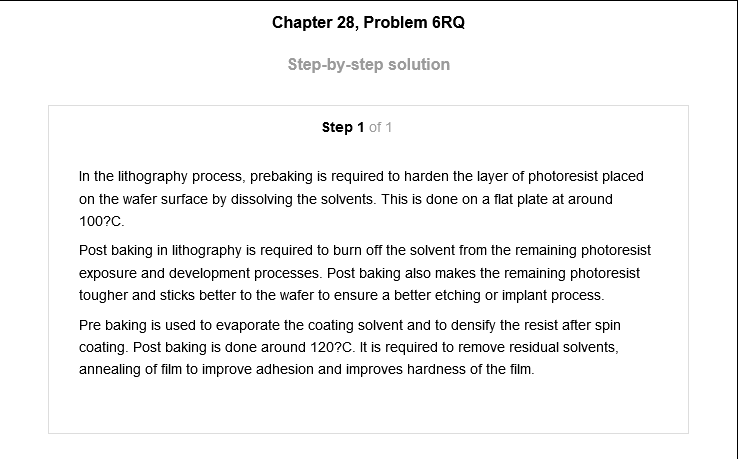 Chapter 28, Problem 6RQ
Step-by-step solution
Step 1 of 1
In the lithography process, prebaking is required to harden the layer of photoresist placed
on the wafer surface by dissolving the solvents. This is done on a flat plate at around
100?C.
Post baking in lithography is required to burn off the solvent from the remaining photoresist
exposure and development processes. Post baking also makes the remaining photoresist
tougher and sticks better to the wafer to ensure a better etching or implant process.
Pre baking is used to evaporate the coating solvent and to densify the resist after spin
coating. Post baking is done around 120?C. It is required to remove residual solvents,
annealing of film to improve adhesion and improves hardness of the film.